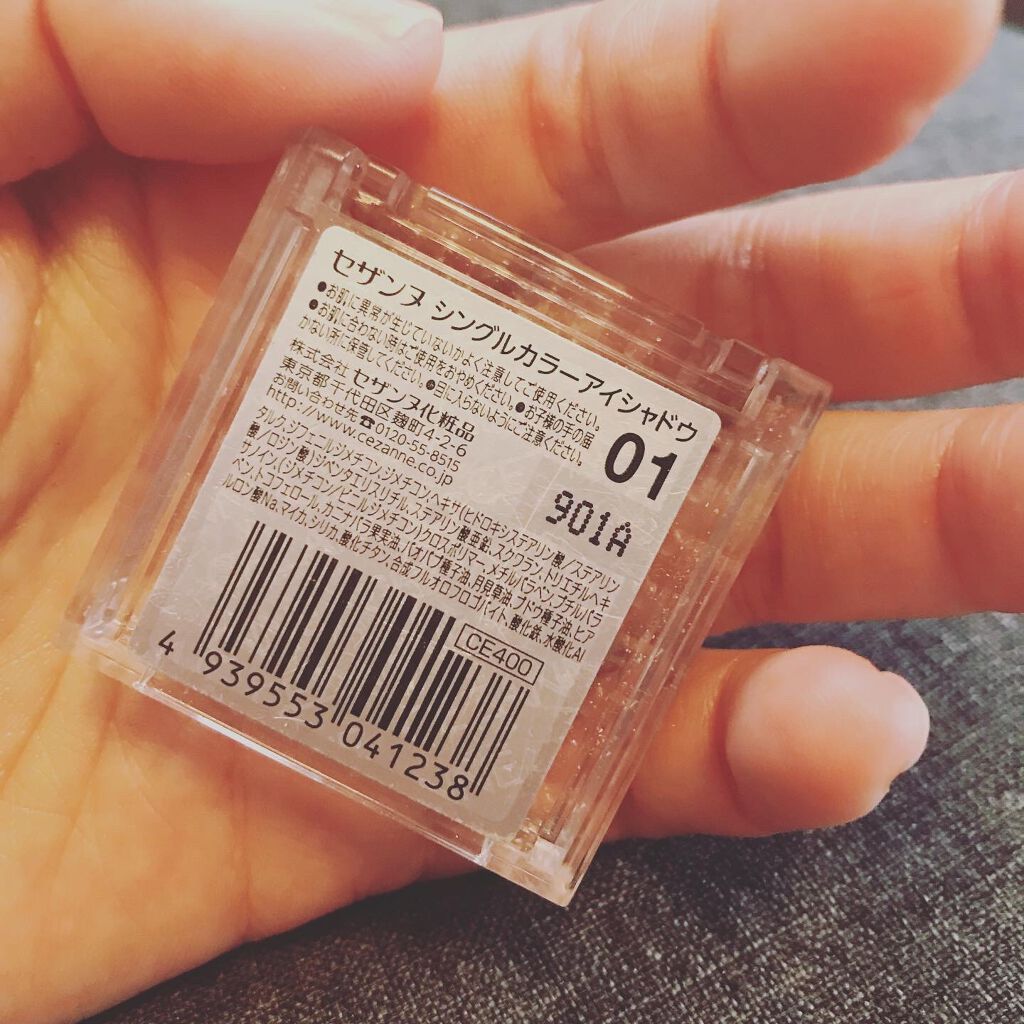 セザンヌ シングルカラーアイシャドウ
●お肌に異常が生じていないかよく注意してご使用ください。
●お肌に合わない時はご使用をおやめください。●お子様の手の届
かない所に保管してください。●目に入らないようにご注意ください。
01
株式会社 セザンヌ化粧品
東京都千代田区麹町4-2-6
お問い合わせ先☎0120-55-8515
http://www.cezanne.co.jp
901A
タルク、ジフェニルジメチコン、ジメチコン、ヘキサ(ヒドロキシステアリン酸/ステアリン
酸/ロジン酸)ジペンタエリスリチル、ステアリン酸亜鉛、スクワラン、トリエチルヘキ
サノイン、(ジメチコン/ビニルジメチコン)クロスポリマー、メチルパラベン、ブチルパラ
ベン、トコフェロール、カニナバラ果実油、バオバブ種子油、月見草油、ブドウ種子油、ヒア
ルロン酸Na、マイカ、シリカ、酸化チタン、合成フルオロフロゴパイト、酸化鉄、水酸化Al
CE400
4 939553 041238